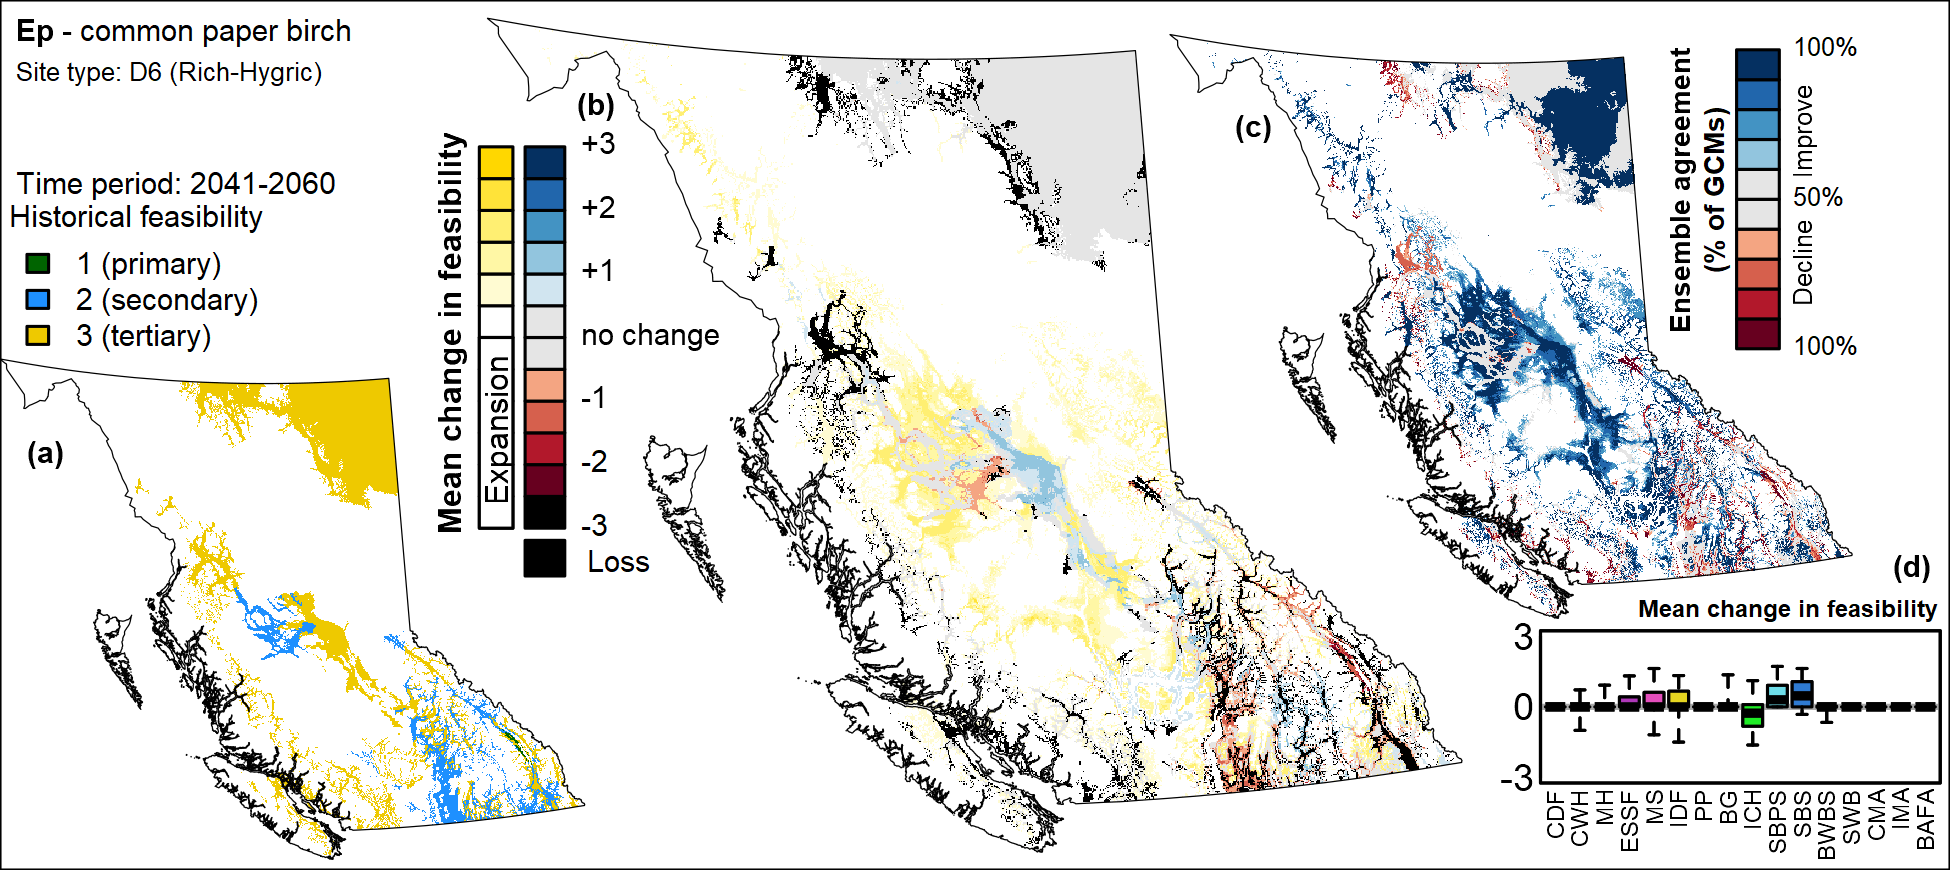 Ep - common paper birch
Site type: D6 (Rich-Hygric)
Time period: 2041-2060
Historical feasibility
1 (primary)
2 (secondary)
3 (tertiary)
(a)
(b)
Mean change in feasibility
Expansion
+3
+2
+1
no change
-1
-2
-3
Loss
(c)
Ensemble agreement
(% of GCMs)
100%
Improve
50%
Decline
100%
(d)
Mean change in feasibility
3
0
-3
CDF
CWH
MH
ESSF
MS
IDF
PP
BG
ICH
SBPS
SBS
BWBS
SWB
CMA
IMA
BAFA